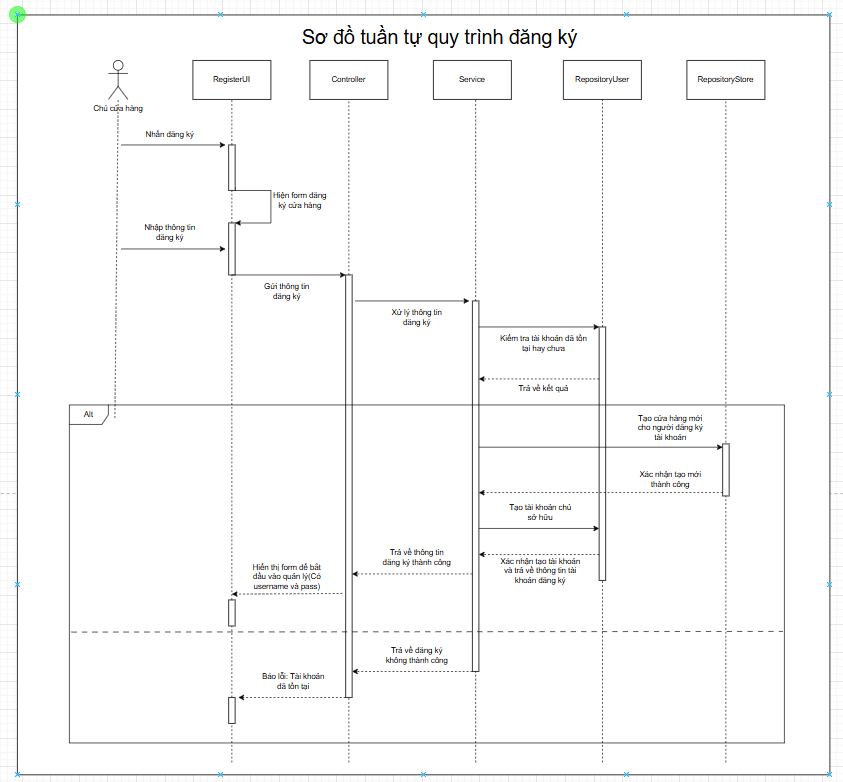 Sơ đồ tuần tự quy trình đăng ký
RegisterUI
Controller
Service
RepositoryUser
RepositoryStore
Chủ cửa hàng
Nhấn đăng ký
Hiện form đăng
ký cửa hàng
Nhập thông tin
đăng ký
Gửi thông tin
đăng ký
Xử lý thông tin
đăng ký
Kiểm tra tài khoản đã tồn
tại hay chưa
Trả về kết quả
Alt
Tạo cửa hàng mới
cho người đăng ký
tài khoản
Xác nhận tạo mới
thành công
Tạo tài khoản chủ
sở hữu
Xác nhận tạo tài khoản
và trả về thông tin tài
khoản đăng ký
Trả về thông tin
đăng ký thành công
Hiển thị form để bắt
đầu vào quản lý(Có
username và pass)
Trả về đăng ký
không thành công
Báo lỗi: Tài khoản
đã tồn tại